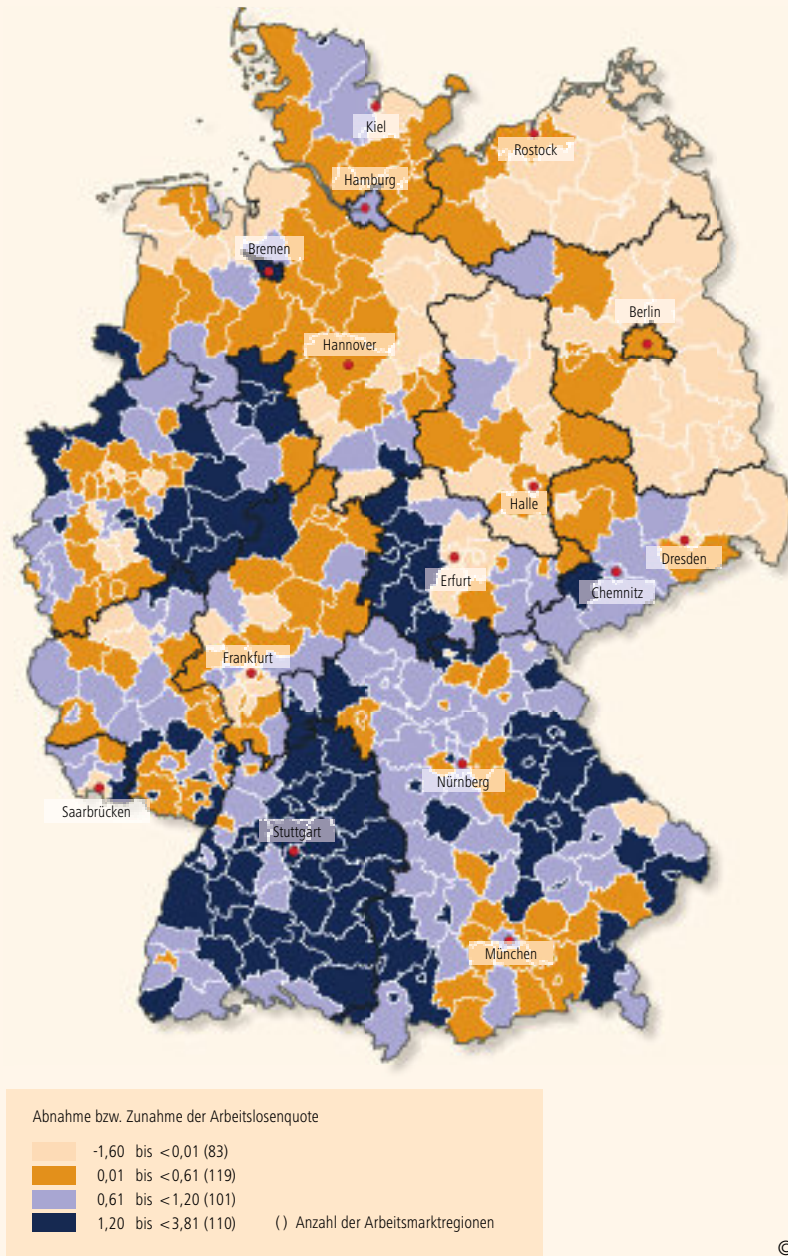 Kiel
Rostock
Hamburg
Bremen
Berlin
Hannover
Halle
Dresden
Erfurt
Chemnitz
Frankfurt
Nürnberg
Saarbrücken
Stuttgart
München
Abnahme bzw. Zunahme der Arbeitslosenquote
-1,60 bis <0,01 (83)
0,01 bis <0,61 (119)
0,61 bis <1,20 (101)
1,20 bis <3,81 (110) ( ) Anzahl der Arbeitsmarktregionen
©